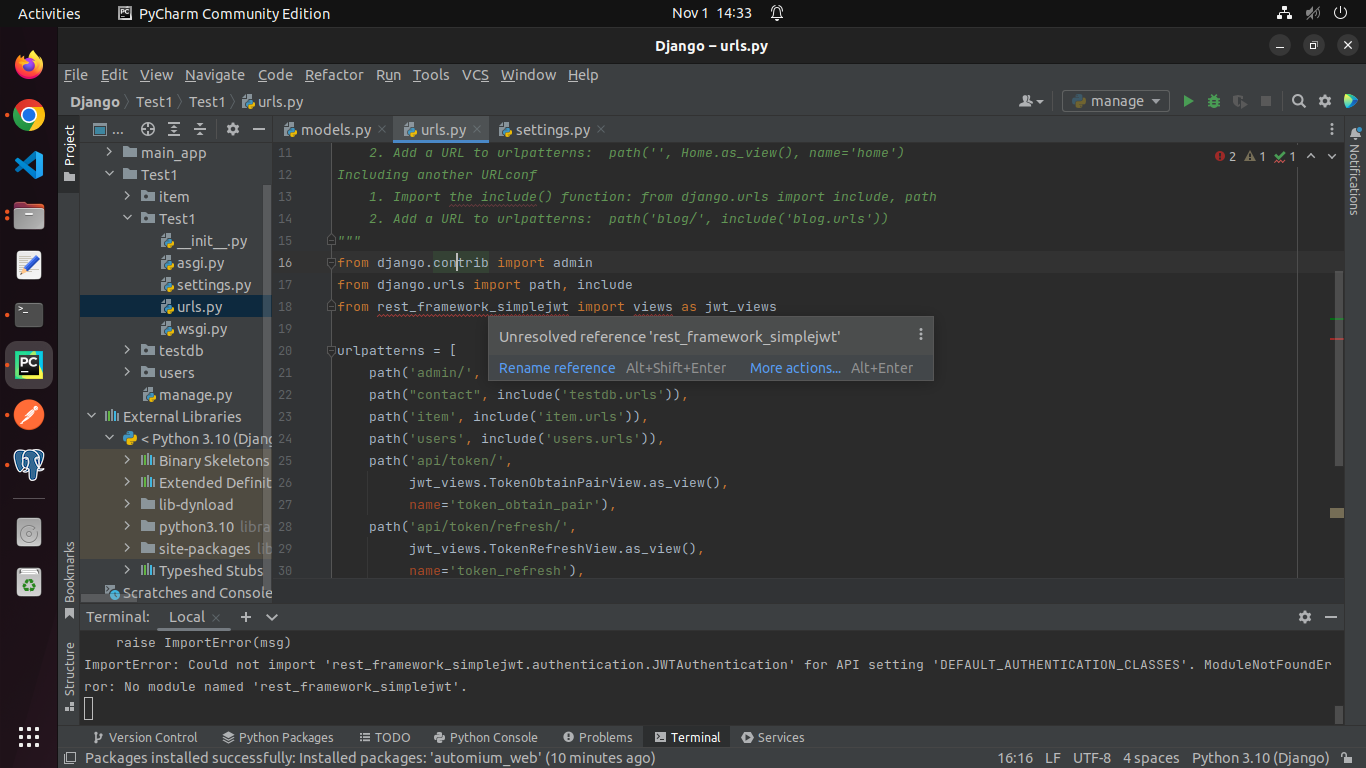 Activities PyCharm Community Edition Nov 1 14:33
Django – urls.py
File Edit View Navigate Code Refactor Run Tools VCS Window Help
Django Test1 Test1 urls.py manage
Project ... models.py urls.py settings.py
main_app
Test1
item
Test1
__init__.py
asgi.py
settings.py
urls.py
wsgi.py
testdb
users
manage.py
External Libraries
< Python 3.10 (Djang
Binary Skeletons
Extended Definit
lib-dynload
python3.10 libra
site-packages lib
Typeshed Stubs
Scratches and Console
2 1 1
11 2. Add a URL to urlpatterns: path('', Home.as_view(), name='home')
12 Including another URLconf
13 1. Import the include() function: from django.urls import include, path
14 2. Add a URL to urlpatterns: path('blog/', include('blog.urls'))
15 """
16 from django.contrib import admin
17 from django.urls import path, include
18 from rest_framework_simplejwt import views as jwt_views
19
Unresolved reference 'rest_framework_simplejwt'
Rename reference Alt+Shift+Enter More actions... Alt+Enter
20 urlpatterns = [
21 path('admin/',
22 path("contact", include('testdb.urls')),
23 path('item', include('item.urls')),
24 path('users', include('users.urls')),
25 path('api/token/',
26 jwt_views.TokenObtainPairView.as_view(),
27 name='token_obtain_pair'),
28 path('api/token/refresh/',
29 jwt_views.TokenRefreshView.as_view(),
30 name='token_refresh'),
Notifications
Bookmarks
Structure
Terminal: Local
raise ImportError(msg)
ImportError: Could not import 'rest_framework_simplejwt.authentication.JWTAuthentication' for API setting 'DEFAULT_AUTHENTICATION_CLASSES'. ModuleNotFoundEr
ror: No module named 'rest_framework_simplejwt'.
Version Control Python Packages TODO Python Console Problems Terminal Services
Packages installed successfully: Installed packages: 'automium_web' (10 minutes ago) 16:16 LF UTF-8 4 spaces Python 3.10 (Django)